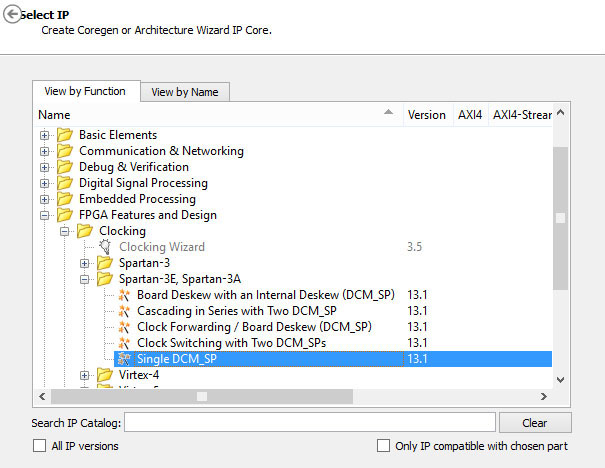 Select IP
Create Coregen or Architecture Wizard IP Core.
View by Function View by Name
Name Version AXI4 AXI4-Stream
Basic Elements
Communication & Networking
Debug & Verification
Digital Signal Processing
Embedded Processing
FPGA Features and Design
Clocking
Clocking Wizard 3.5
Spartan-3
Spartan-3E, Spartan-3A
Board Deskew with an Internal Deskew (DCM_SP) 13.1
Cascading in Series with Two DCM_SP 13.1
Clock Forwarding / Board Deskew (DCM_SP) 13.1
Clock Switching with Two DCM_SPs 13.1
Single DCM_SP 13.1
Virtex-4
Search IP Catalog: Clear
All IP versions Only IP compatible with chosen part